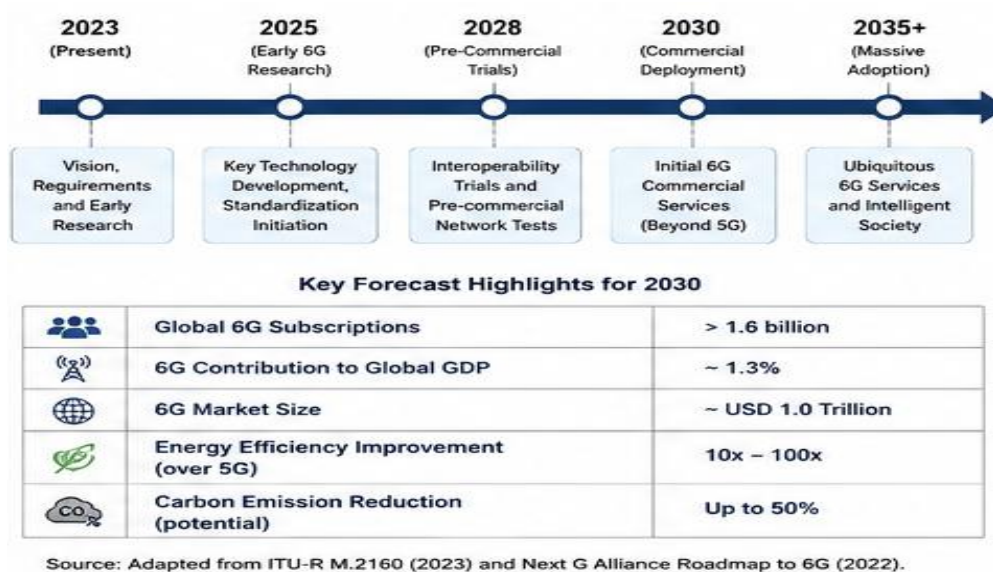 2023
(Present)
2025
(Early 6G
Research)
2028
(Pre-Commercial
Trials)
2030
(Commercial
Deployment)
2035+
(Massive
Adoption)
Vision,
Reguirements
and Early
Research
Key Technology
Development,
Standardization
Initiation
Interoperability
Trials and
Pre-commercial
Network Tests
Initial 6G
Commercial
Services
(Beyond 5G)
Ubiquitous
6G Services
and Intelligent
Society
Key Forecast Highlights for 2030
Global 6G Subscriptions
> 1.6 billion
6G Contribution to Global GDP
~ 1.3%
6G Market Size
~ USD 1.0 Trillion
Energy Efficiency Improvement
(over 5G)
10x – 100x
CO
Carbon Emission Reduction
(potential)
Up to 50%
Source: Adapted from ITU-R M.2160 (2023) and Next G Alliance Roadmap to 6G (2022).